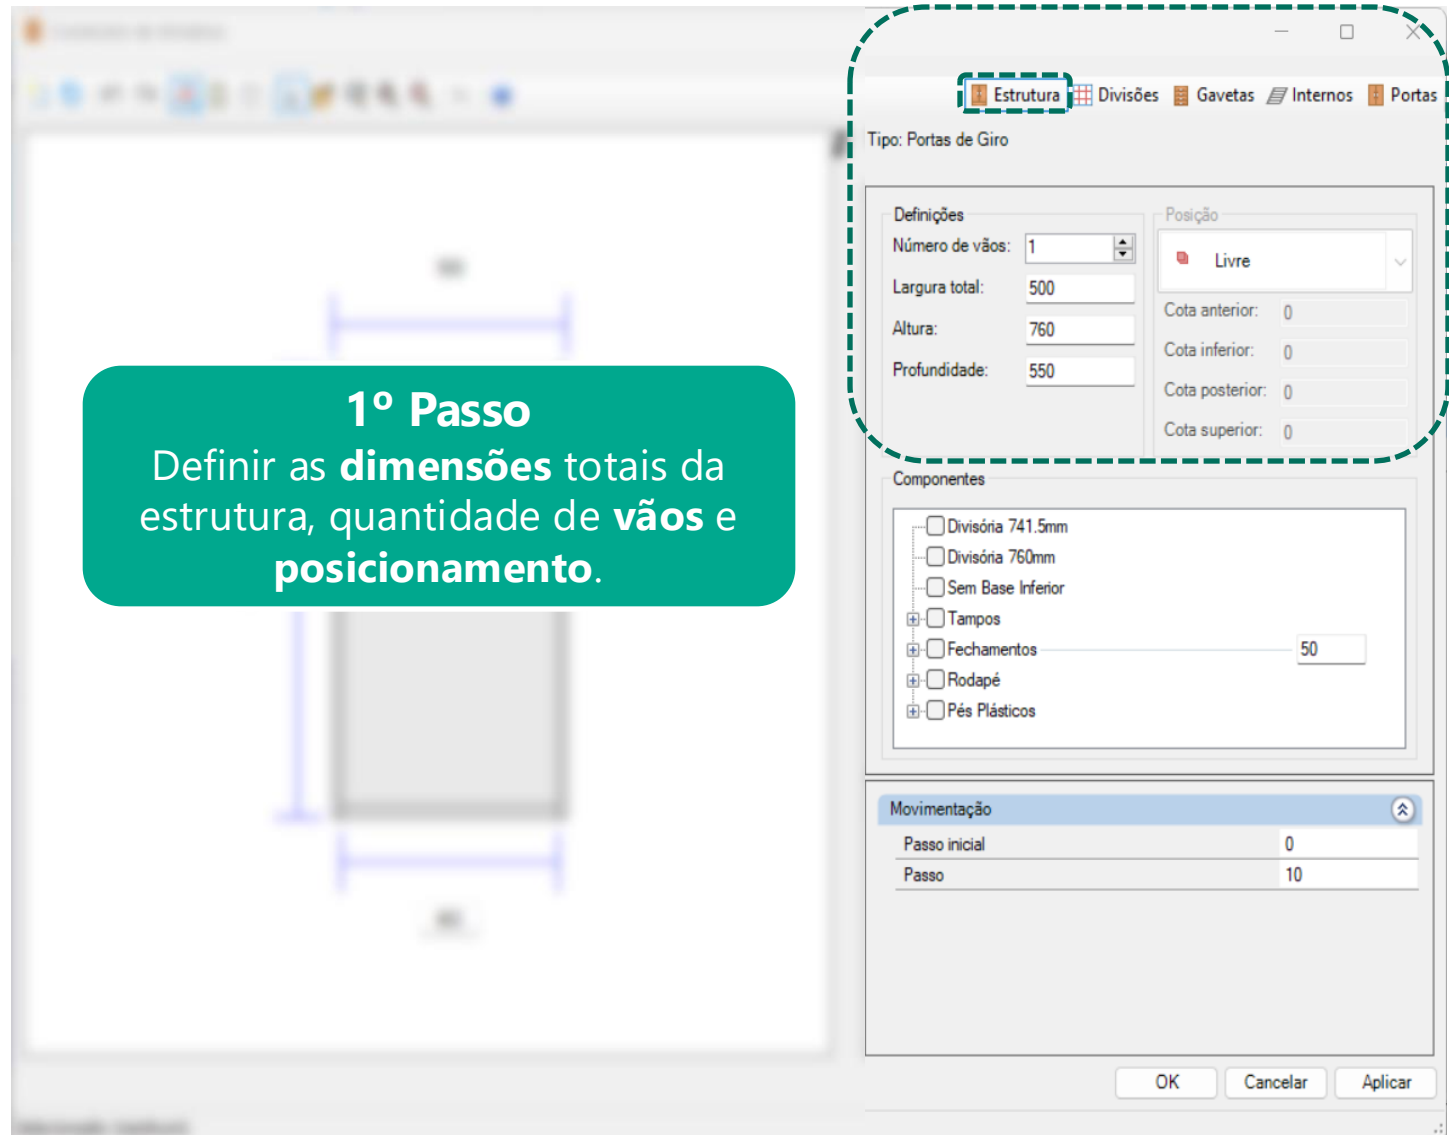 Estrutura Divisões Gavetas Internos Portas
Tipo: Portas de Giro
Definições
Número de vãos: 1
Largura total: 500
Altura: 760
Profundidade: 550
Posição
Livre
Cota anterior: 0
Cota inferior: 0
Cota posterior: 0
Cota superior: 0
1º Passo
Definir as dimensões totais da
estrutura, quantidade de vãos e
posicionamento.
Componentes
Divisória 741.5mm
Divisória 760mm
Sem Base Inferior
Tampos
Fechamentos 50
Rodapé
Pés Plásticos
Movimentação
Passo inicial 0
Passo 10
OK Cancelar Aplicar